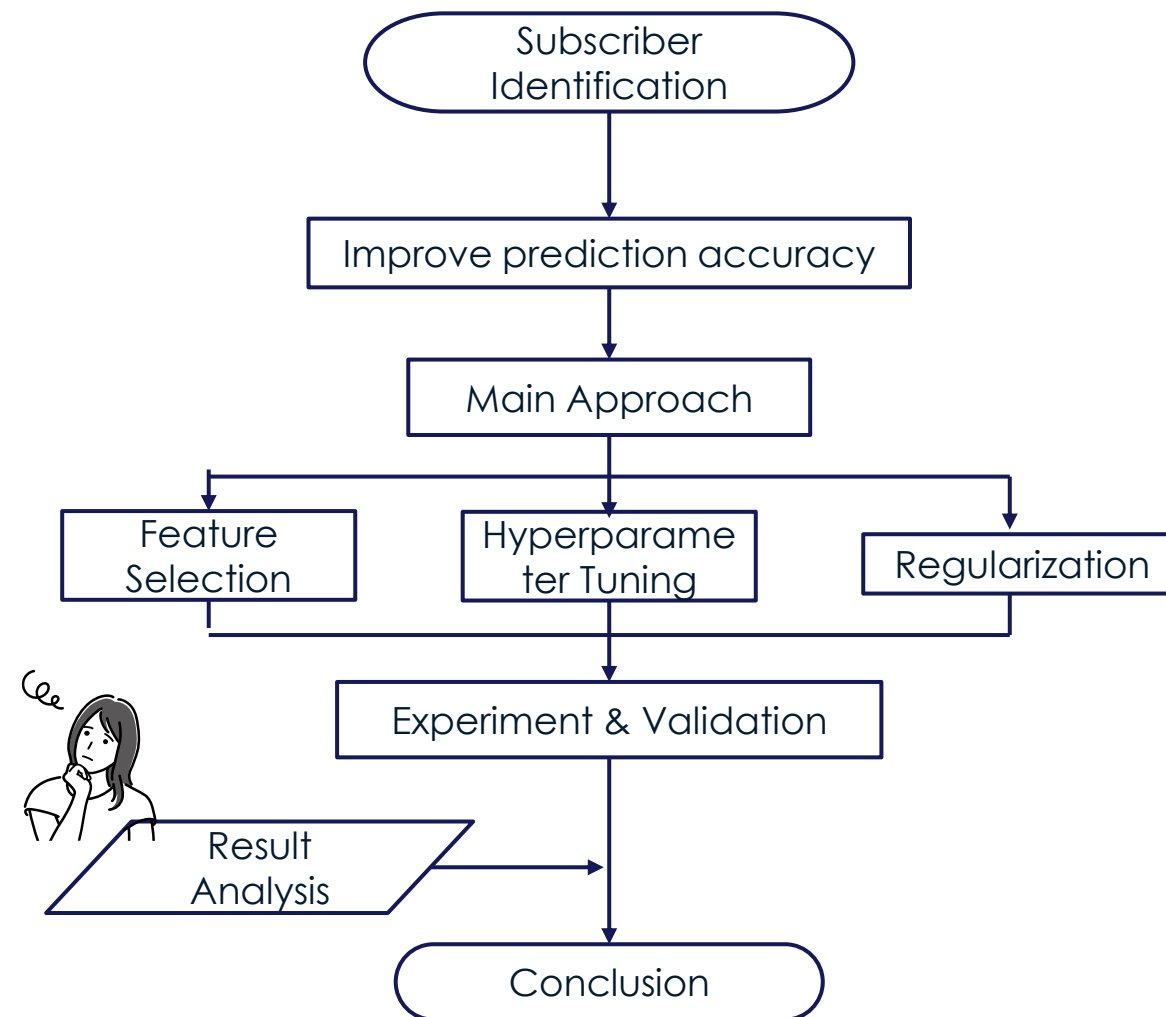 Subscriber
Identification
Improve prediction accuracy
Main Approach
Feature
Selection
Hyperparame
ter Tuning
Regularization
Experiment & Validation
Result
Analysis
Conclusion